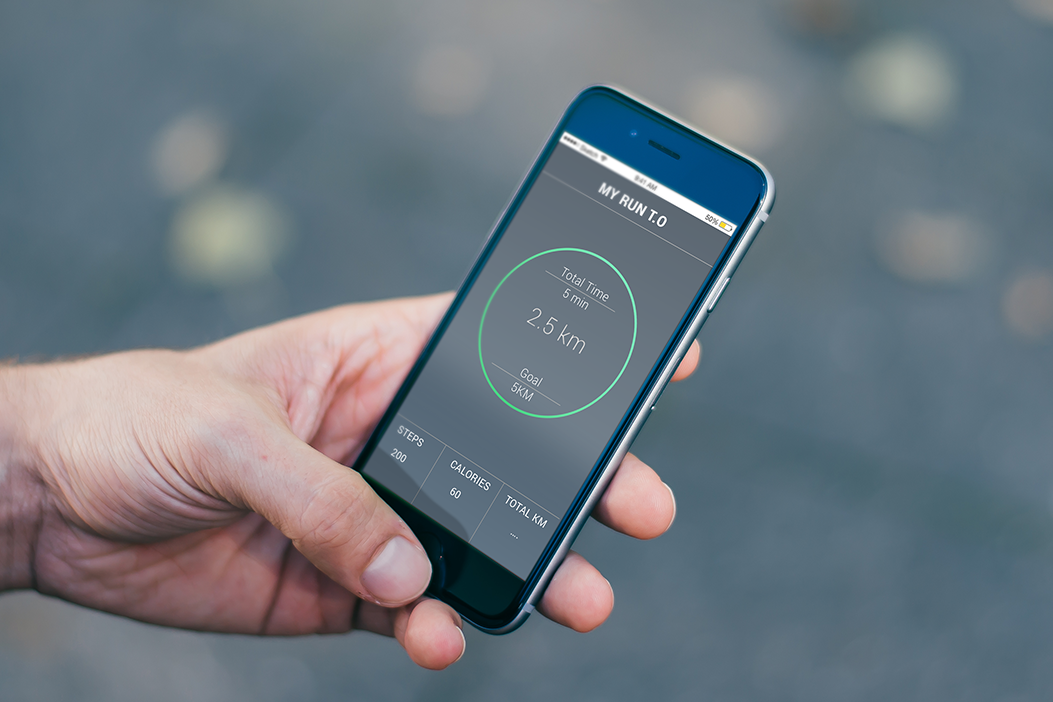 Sketch 9:41 AM 50%
MY RUN T.O
Total Time
5 min
2.5 km
Goal
5KM
STEPS
200
CALORIES
60
TOTAL KM
...